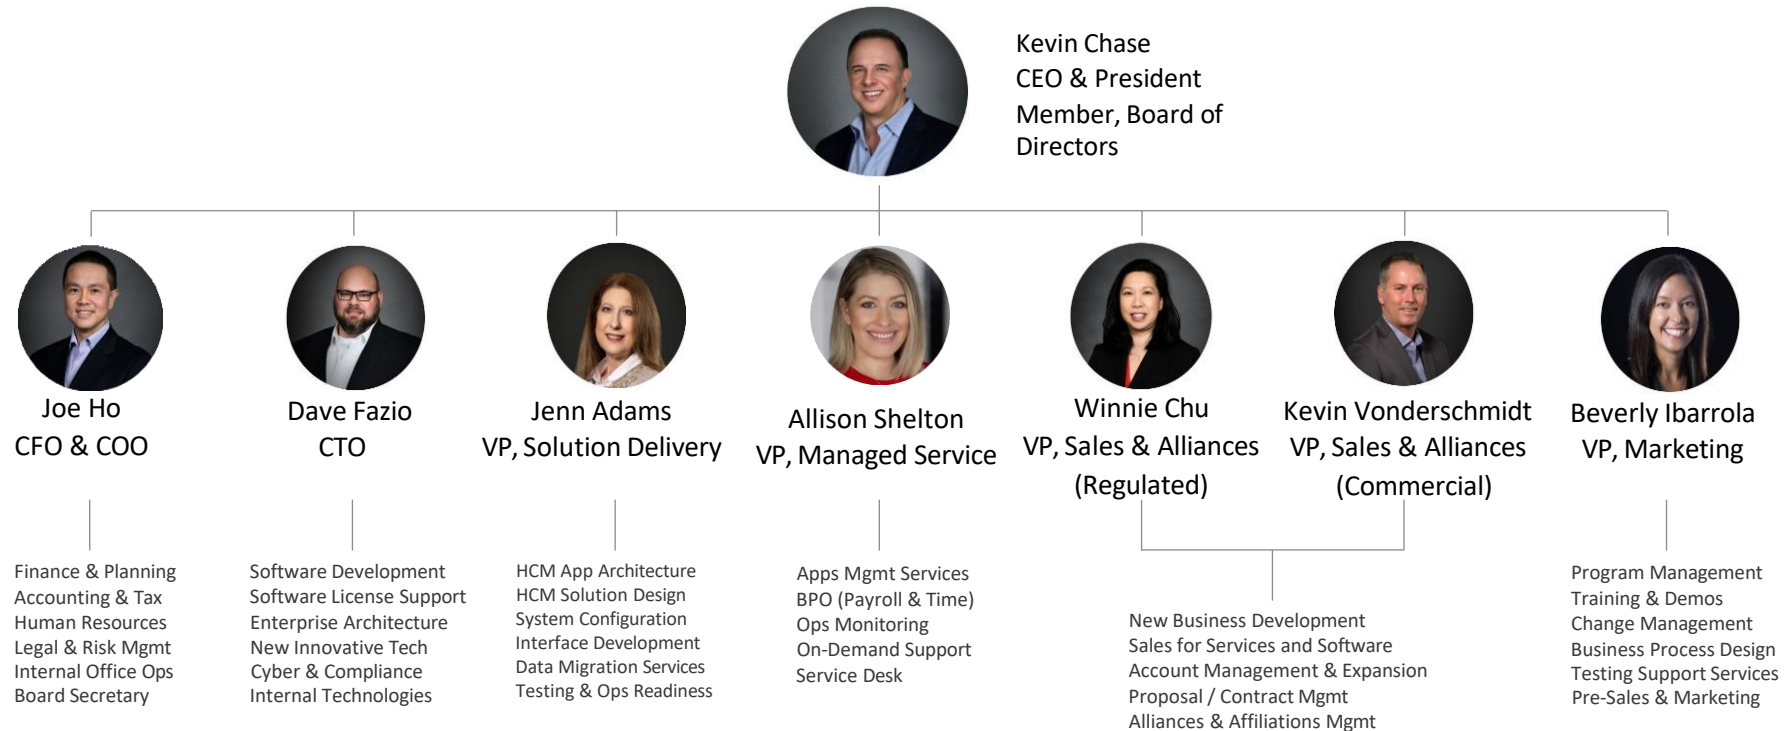 Kevin Chase
CEO & President
Member, Board of
Directors
Joe Ho
CFO & COO
Dave Fazio
CTO
Jenn Adams
VP, Solution Delivery
Allison Shelton
VP, Managed Service
Winnie Chu
VP, Sales & Alliances
(Regulated)
Kevin Vonderschmidt
VP, Sales & Alliances
(Commercial)
Beverly Ibarrola
VP, Marketing
Finance & Planning
Accounting & Tax
Human Resources
Legal & Risk Mgmt
Internal Office Ops
Board Secretary
Software Development
Software License Support
Enterprise Architecture
New Innovative Tech
Cyber & Compliance
Internal Technologies
HCM App Architecture
HCM Solution Design
System Configuration
Interface Development
Data Migration Services
Testing & Ops Readiness
Apps Mgmt Services
BPO (Payroll & Time)
Ops Monitoring
On-Demand Support
Service Desk
New Business Development
Sales for Services and Software
Account Management & Expansion
Proposal / Contract Mgmt
Alliances & Affiliations Mgmt
Program Management
Training & Demos
Change Management
Business Process Design
Testing Support Services
Pre-Sales & Marketing